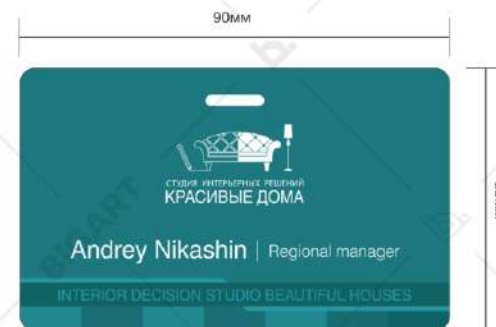 90мм
СТУДИЯ ИНТЕРЬЕРНЫХ РЕШЕНИЙ
КРАСИВЫЕ ДОМА
Andrey Nikashin | Regional manager
INTERIOR DECISION STUDIO BEAUTIFUL HOUSES